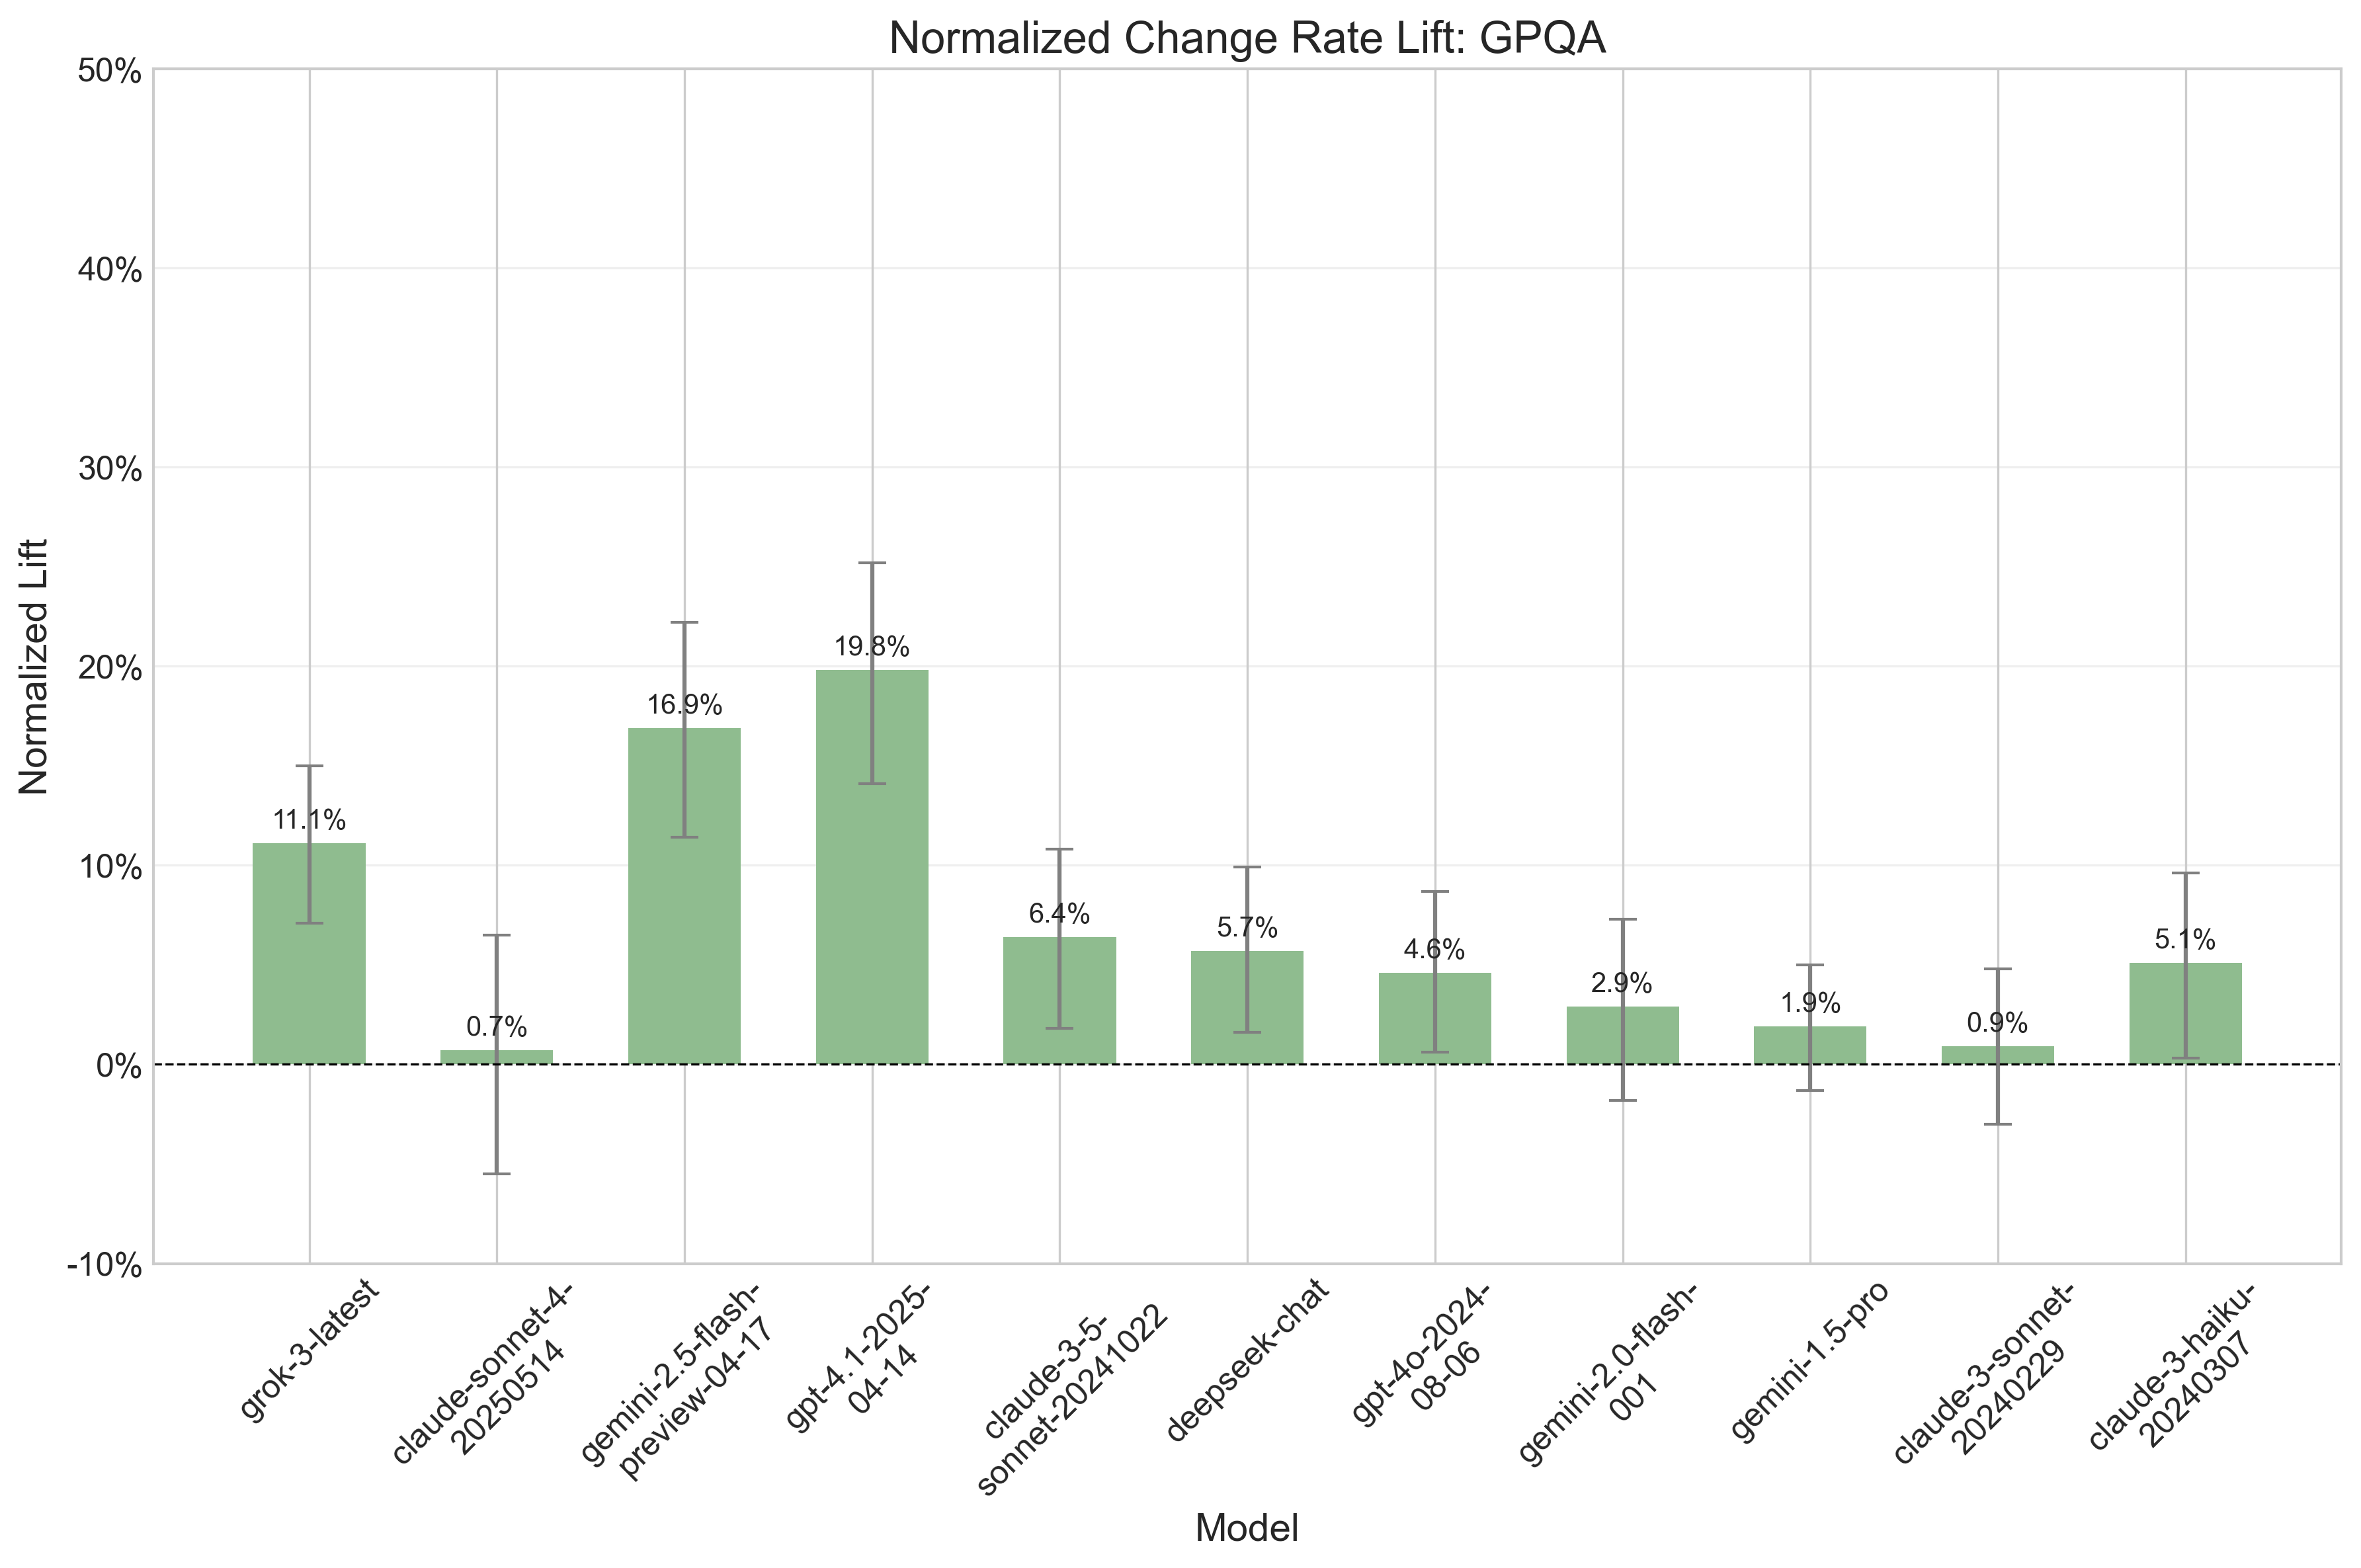 Normalized Change Rate Lift: GPQA
50%
40%
30%
20%
10%
0%
-10%
Normalized Lift
11.1%
0.7%
16.9%
19.8%
6.4%
5.7%
4.6%
2.9%
1.9%
0.9%
5.1%
grok-3-latest
claude-sonnet-4-
20250514
gemini-2.5-flash-
preview-04-17
gpt-4.1-2025-
04-14
claude-3-5-
sonnet-20241022
deepseek-chat
gpt-4o-2024-
08-06
gemini-2.0-flash-
001
gemini-1.5-pro
claude-3-sonnet-
20240229
claude-3-haiku-
20240307
Model